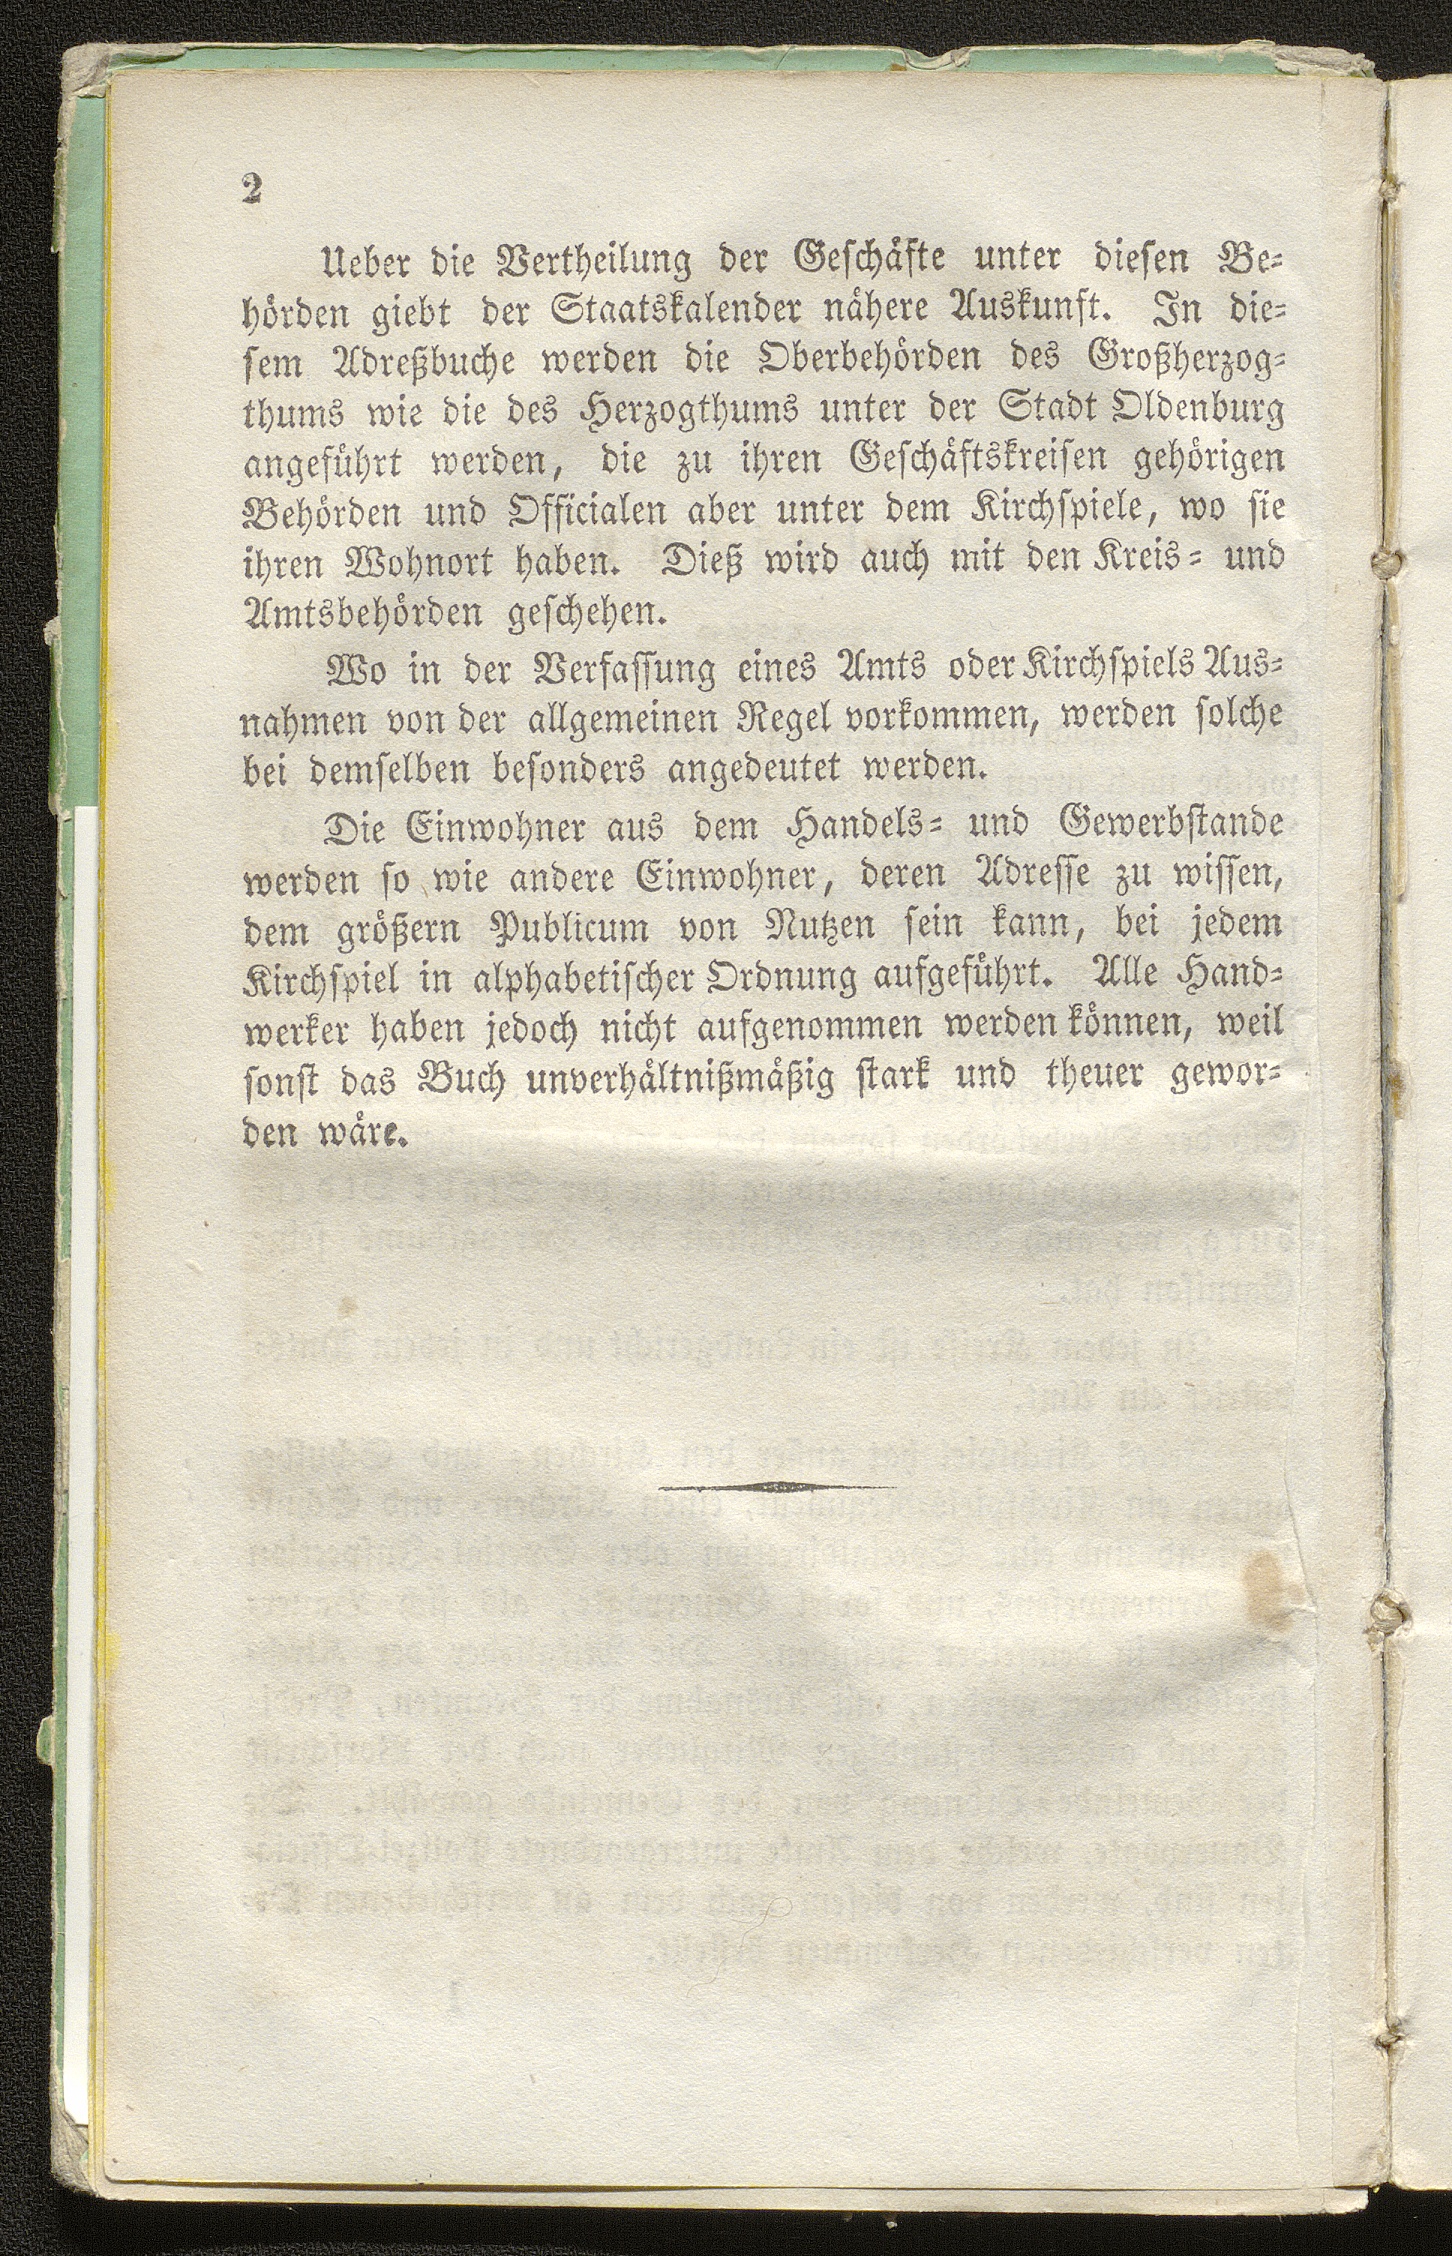 2
Ueber die Vertheilung der Geschäfte unter diesen Be-
hörden giebt der Staatskalender nähere Auskunft. In die-
sem Adreßbuche werden die Oberbehörden des Großherzog-
thums wie die des Herzogthums unter der Stadt Oldenburg
angeführt werden, die zu ihren Geschäftskreisen gehörigen
Behörden und Officialen aber unter dem Kirchspiele, wo sie
ihren Wohnort haben. Dieß wird auch mit den Kreis- und
Amtsbehörden geschehen.
Wo in der Verfassung eines Amts oder Kirchspiels Aus-
nahmen von der allgemeinen Regel vorkommen, werden solche
bei demselben besonders angedeutet werden.
Die Einwohner aus dem Handels- und Gewerbstande
werden so wie andere Einwohner, deren Adresse zu wissen,
dem größern Publicum von Nutzen sein kann, bei jedem
Kirchspiel in alphabetischer Ordnung aufgeführt. Alle Hand-
werker haben jedoch nicht aufgenommen werden können, weil
sonst das Buch unverhältnißmäßig stark und theuer gewor-
den wäre.